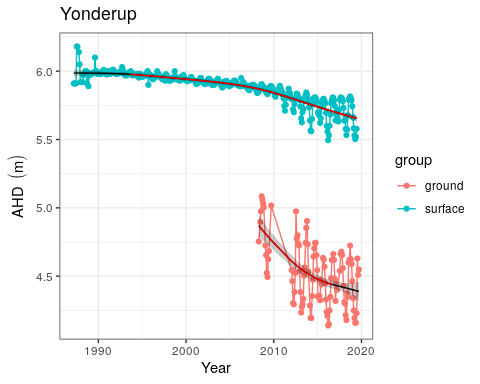 Yonderup
6.0
5.5
5.0
4.5
AHD (m)
1990
2000
2010
2020
Year
group
ground
surface